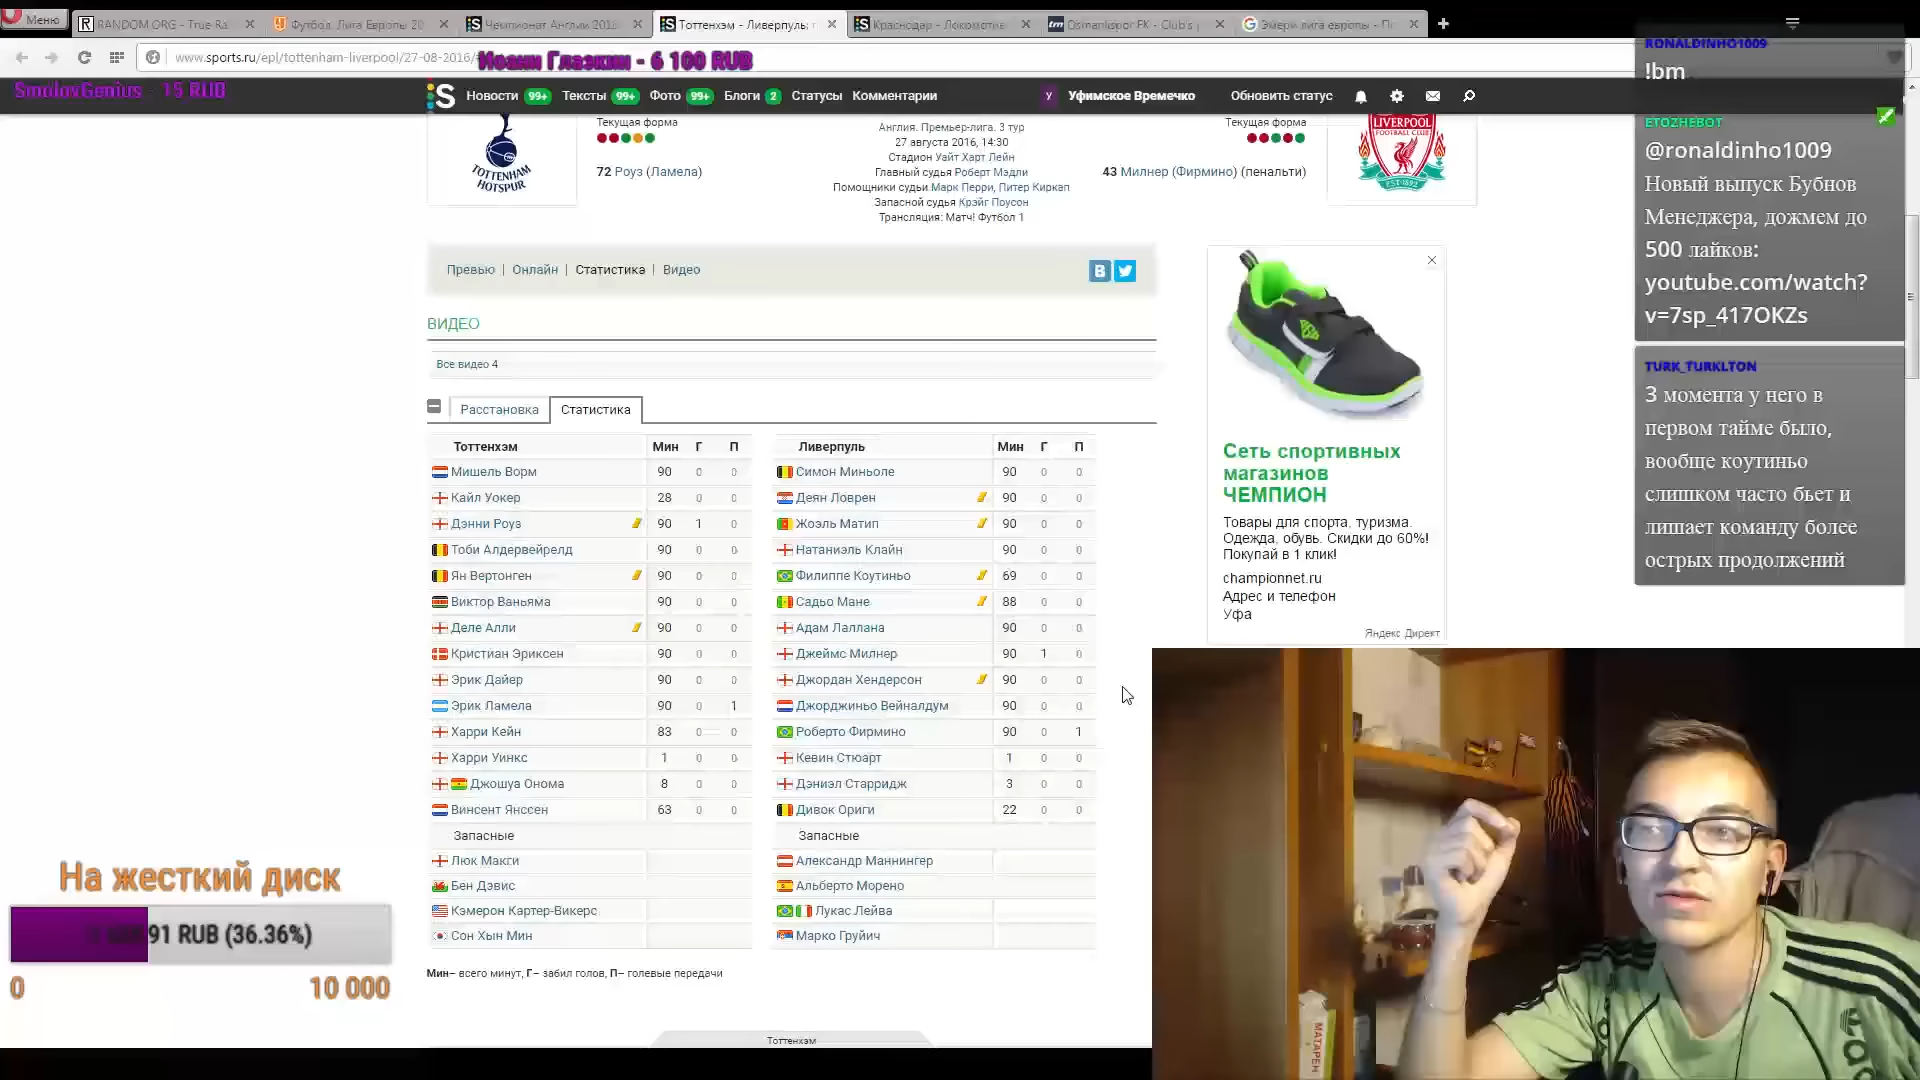 Меню
RANDOM.ORG - True Ra
Футбол. Лига Европы 20
Чемпионат Англии 2016
Тоттенхэм - Ливерпуль:
Краснодар - Локомотив
Osmanlispor FK - Club's
Эмери лига европы - П
www.sports.ru/epl/tottenham-liverpool/27-08-2016/
Иоанн Глазкин - 6 100 RUB
SmolovGenius - 15 RUB
Новости 99+ Тексты 99+ Фото 99+ Блоги 2 Статусы Комментарии
У Уфимское Времечко Обновить статус
Текущая форма
72 Роуз (Ламела)
TOTTENHAM
HOTSPUR
Англия. Премьер-лига. 3 тур
27 августа 2016, 14:30
Стадион Уайт Харт Лейн
Главный судья Роберт Мэдли
Помощники судьи Марк Перри, Питер Киркап
Запасной судья Крэйг Поусон
Трансляция: Матч! Футбол 1
Текущая форма
43 Милнер (Фирмино) (пенальти)
LIVERPOOL
FOOTBALL CLUB
EST·1892
Превью | Онлайн | Статистика | Видео
ВИДЕО
Все видео 4
Расстановка Статистика
Тоттенхэм Мин Г П
Мишель Ворм 90 0 0
Кайл Уокер 28 0 0
Дэнни Роуз 90 1 0
Тоби Алдервейрелд 90 0 0
Ян Вертонген 90 0 0
Виктор Ваньяма 90 0 0
Деле Алли 90 0 0
Кристиан Эриксен 90 0 0
Эрик Дайер 90 0 0
Эрик Ламела 90 0 1
Харри Кейн 83 0 0
Харри Уинкс 1 0 0
Джошуа Онома 8 0 0
Винсент Янссен 63 0 0
Запасные
Люк Макги
Бен Дэвис
Кэмерон Картер-Викерс
Сон Хын Мин
Ливерпуль Мин Г П
Симон Миньоле 90 0 0
Деян Ловрен 90 0 0
Жоэль Матип 90 0 0
Натаниэль Клайн 90 0 0
Филиппе Коутиньо 69 0 0
Садьо Мане 88 0 0
Адам Лаллана 90 0 0
Джеймс Милнер 90 1 0
Джордан Хендерсон 90 0 0
Джорджиньо Вейналдум 90 0 0
Роберто Фирмино 90 0 1
Кевин Стюарт 1 0 0
Дэниэл Старридж 3 0 0
Дивок Ориги 22 0 0
Запасные
Александр Маннингер
Альберто Морено
Лукас Лейва
Марко Груйич
Мин– всего минут, Г– забил голов, П– голевые передачи
Тоттенхэм
Сеть спортивных
магазинов
ЧЕМПИОН
Товары для спорта, туризма.
Одежда, обувь. Скидки до 60%!
Покупай в 1 клик!
championnet.ru
Адрес и телефон
Уфа
Яндекс Директ
RONALDINHO1009
!bm
ETOZHEBOT
@ronaldinho1009
Новый выпуск Бубнов
Менеджера, дожмем до
500 лайков:
youtube.com/watch?
v=7sp_417OKZs
TURK_TURKLTON
3 момента у него в
первом тайме было,
вообще коутиньо
слишком часто бьет и
лишает команду более
острых продолжений
На жесткий диск
91 RUB (36.36%)
0 10 000
МАТАРЕН